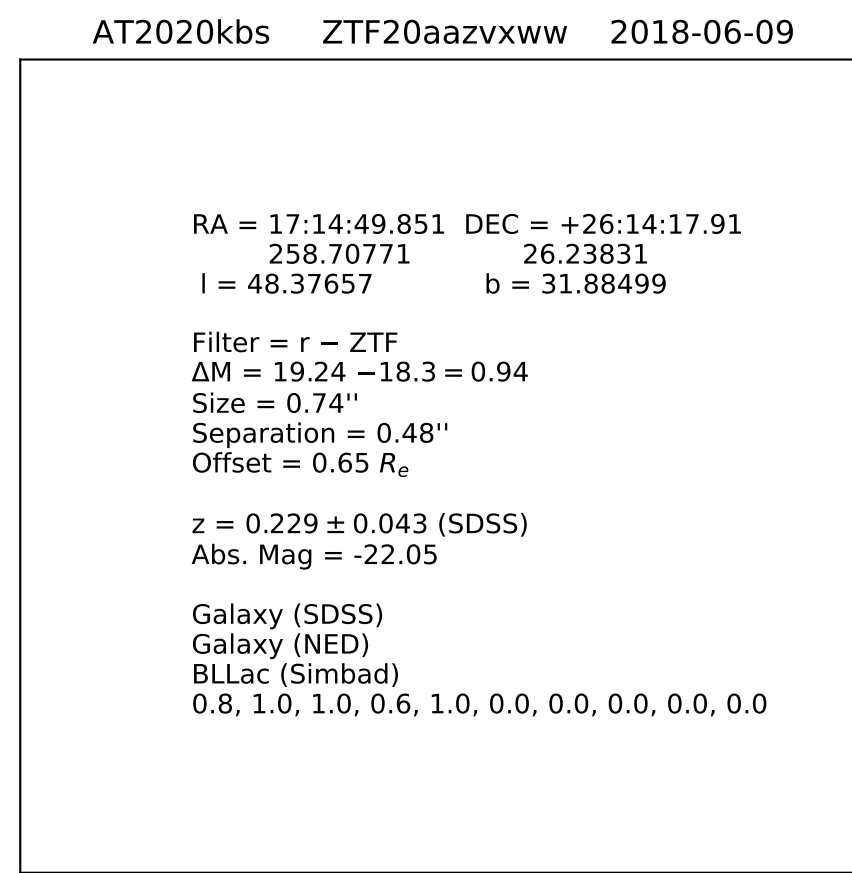 AT2020kbs ZTF20aazvxww 2018-06-09
RA = 17:14:49.851 DEC = +26:14:17.91
258.70771 26.23831
l = 48.37657 b = 31.88499
Filter = r − ZTF
ΔM = 19.24 −18.3 = 0.94
Size = 0.74''
Separation = 0.48''
Offset = 0.65 Rₑ
z = 0.229 ± 0.043 (SDSS)
Abs. Mag = -22.05
Galaxy (SDSS)
Galaxy (NED)
BLLac (Simbad)
0.8, 1.0, 1.0, 0.6, 1.0, 0.0, 0.0, 0.0, 0.0, 0.0